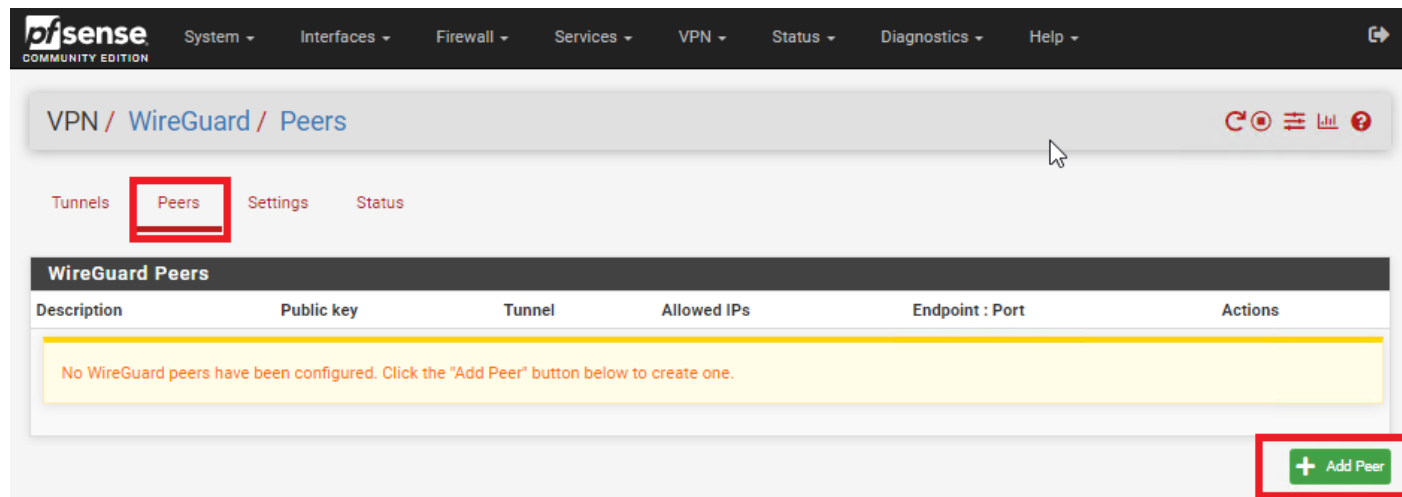 pfsense System Interfaces Firewall Services VPN Status Diagnostics Help
COMMUNITY EDITION
VPN / WireGuard / Peers
Tunnels Peers Settings Status
WireGuard Peers
Description Public key Tunnel Allowed IPs Endpoint : Port Actions
No WireGuard peers have been configured. Click the "Add Peer" button below to create one.
Add Peer